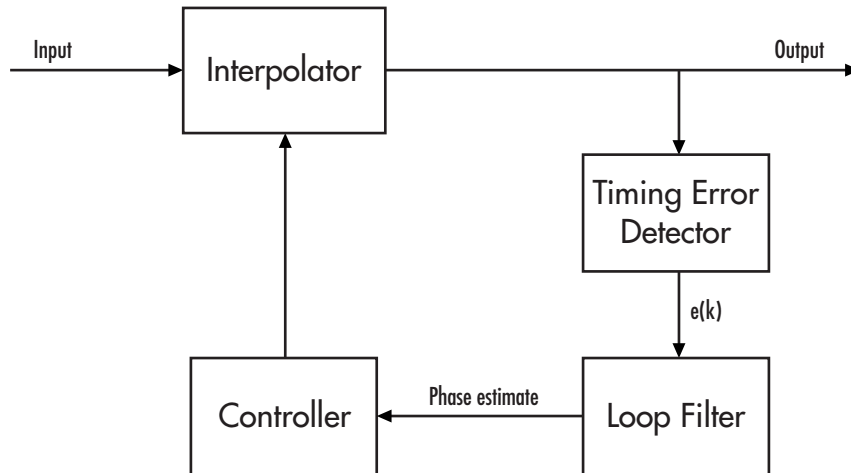 Input
Interpolator
Output
Timing Error
Detector
e(k)
Controller
Phase estimate
Loop Filter